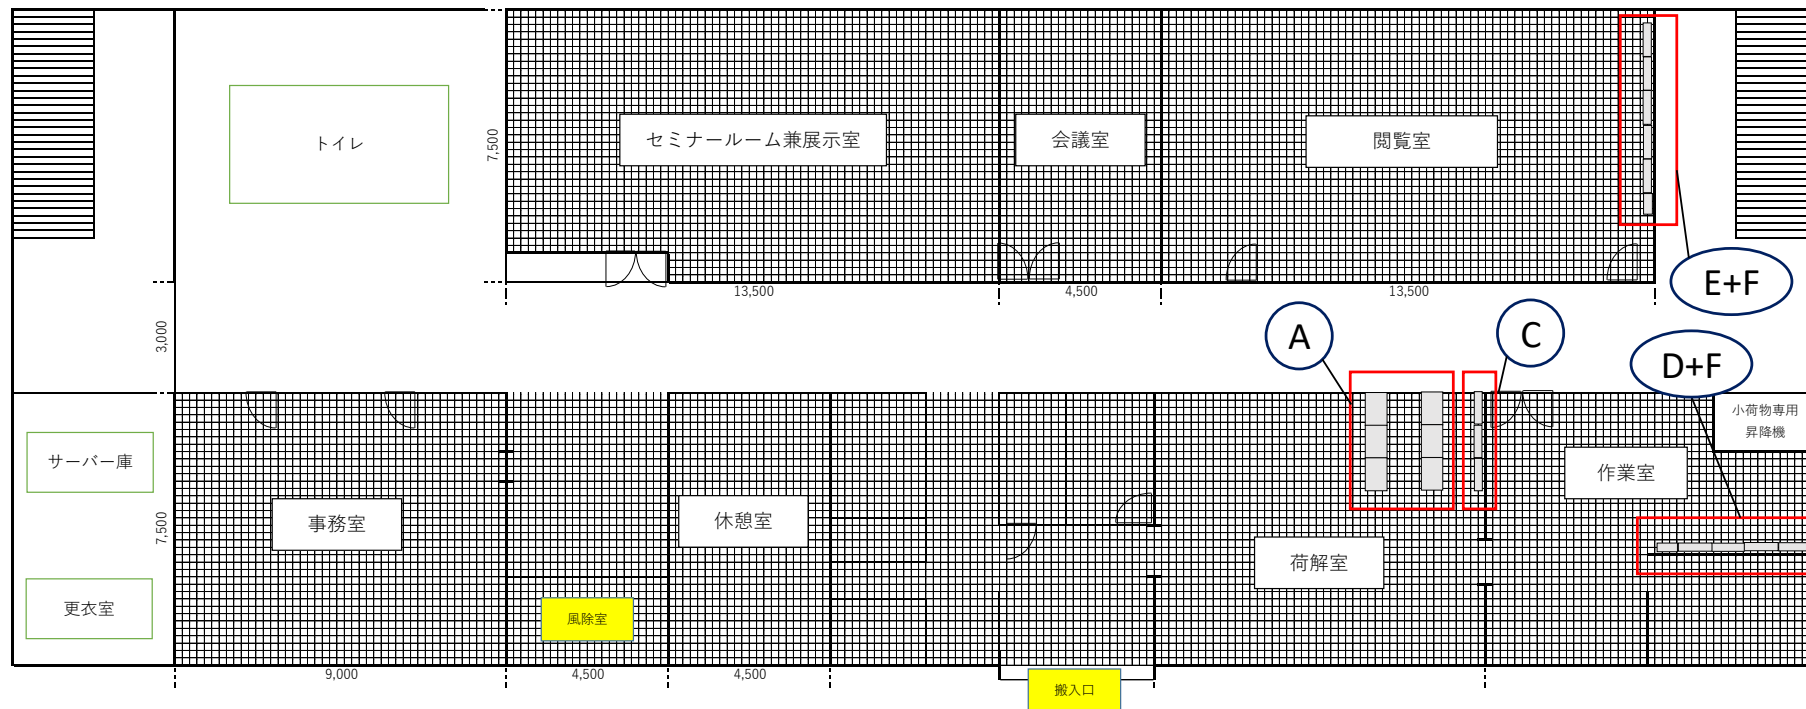 トイレ
7,500
セミナールーム兼展示室
会議室
閲覧室
13,500
4,500
13,500
E+F
3,000
A
C
D+F
小荷物専用
昇降機
サーバー庫
作業室
7,500
事務室
休憩室
荷解室
更衣室
風除室
9,000
4,500
4,500
搬入口